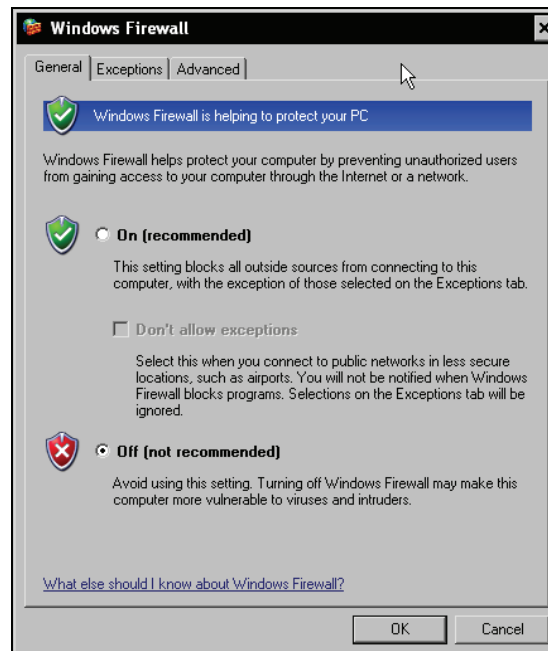 Windows Firewall
General Exceptions Advanced
Windows Firewall is helping to protect your PC
Windows Firewall helps protect your computer by preventing unauthorized users
from gaining access to your computer through the Internet or a network.
On (recommended)
This setting blocks all outside sources from connecting to this
computer, with the exception of those selected on the Exceptions tab.
Don't allow exceptions
Select this when you connect to public networks in less secure
locations, such as airports. You will not be notified when Windows
Firewall blocks programs. Selections on the Exceptions tab will be
ignored.
Off (not recommended)
Avoid using this setting. Turning off Windows Firewall may make this
computer more vulnerable to viruses and intruders.
What else should I know about Windows Firewall?
OK Cancel